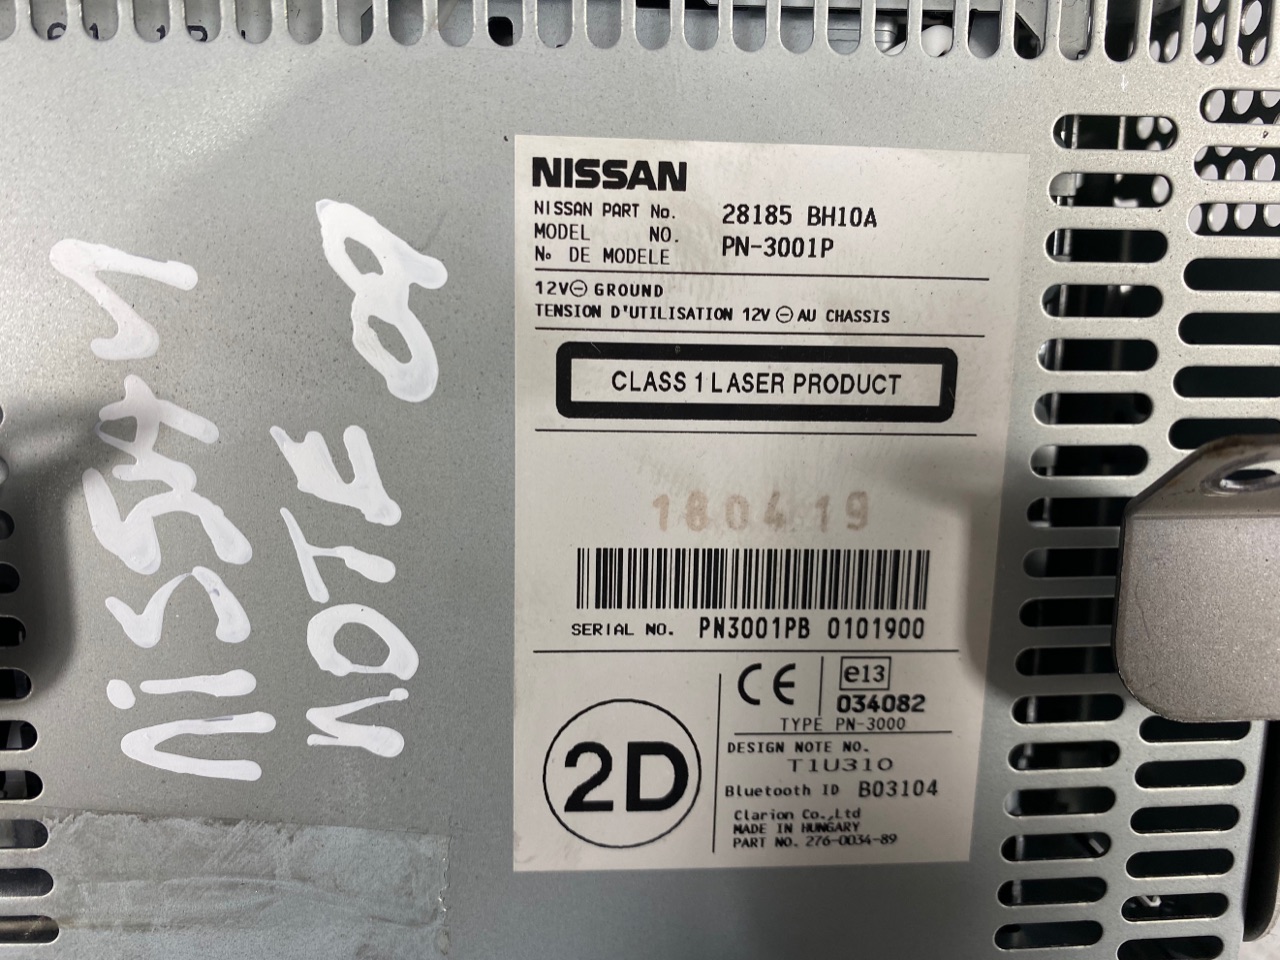 NISSAN
NOTE 09
NISSAN
NISSAN PART No. 28185 BH10A
MODEL NO. PN-3001P
No DE MODELE
12V⊖ GROUND
TENSION D'UTILISATION 12V ⊖ AU CHASSIS
CLASS 1 LASER PRODUCT
180419
SERIAL NO. PN3001PB 0101900
2D
CE e13
034082
TYPE PN-3000
DESIGN NOTE NO.
T1U310
Bluetooth ID B03104
Clarion Co.,Ltd
MADE IN HUNGARY
PART NO. 276-0034-89